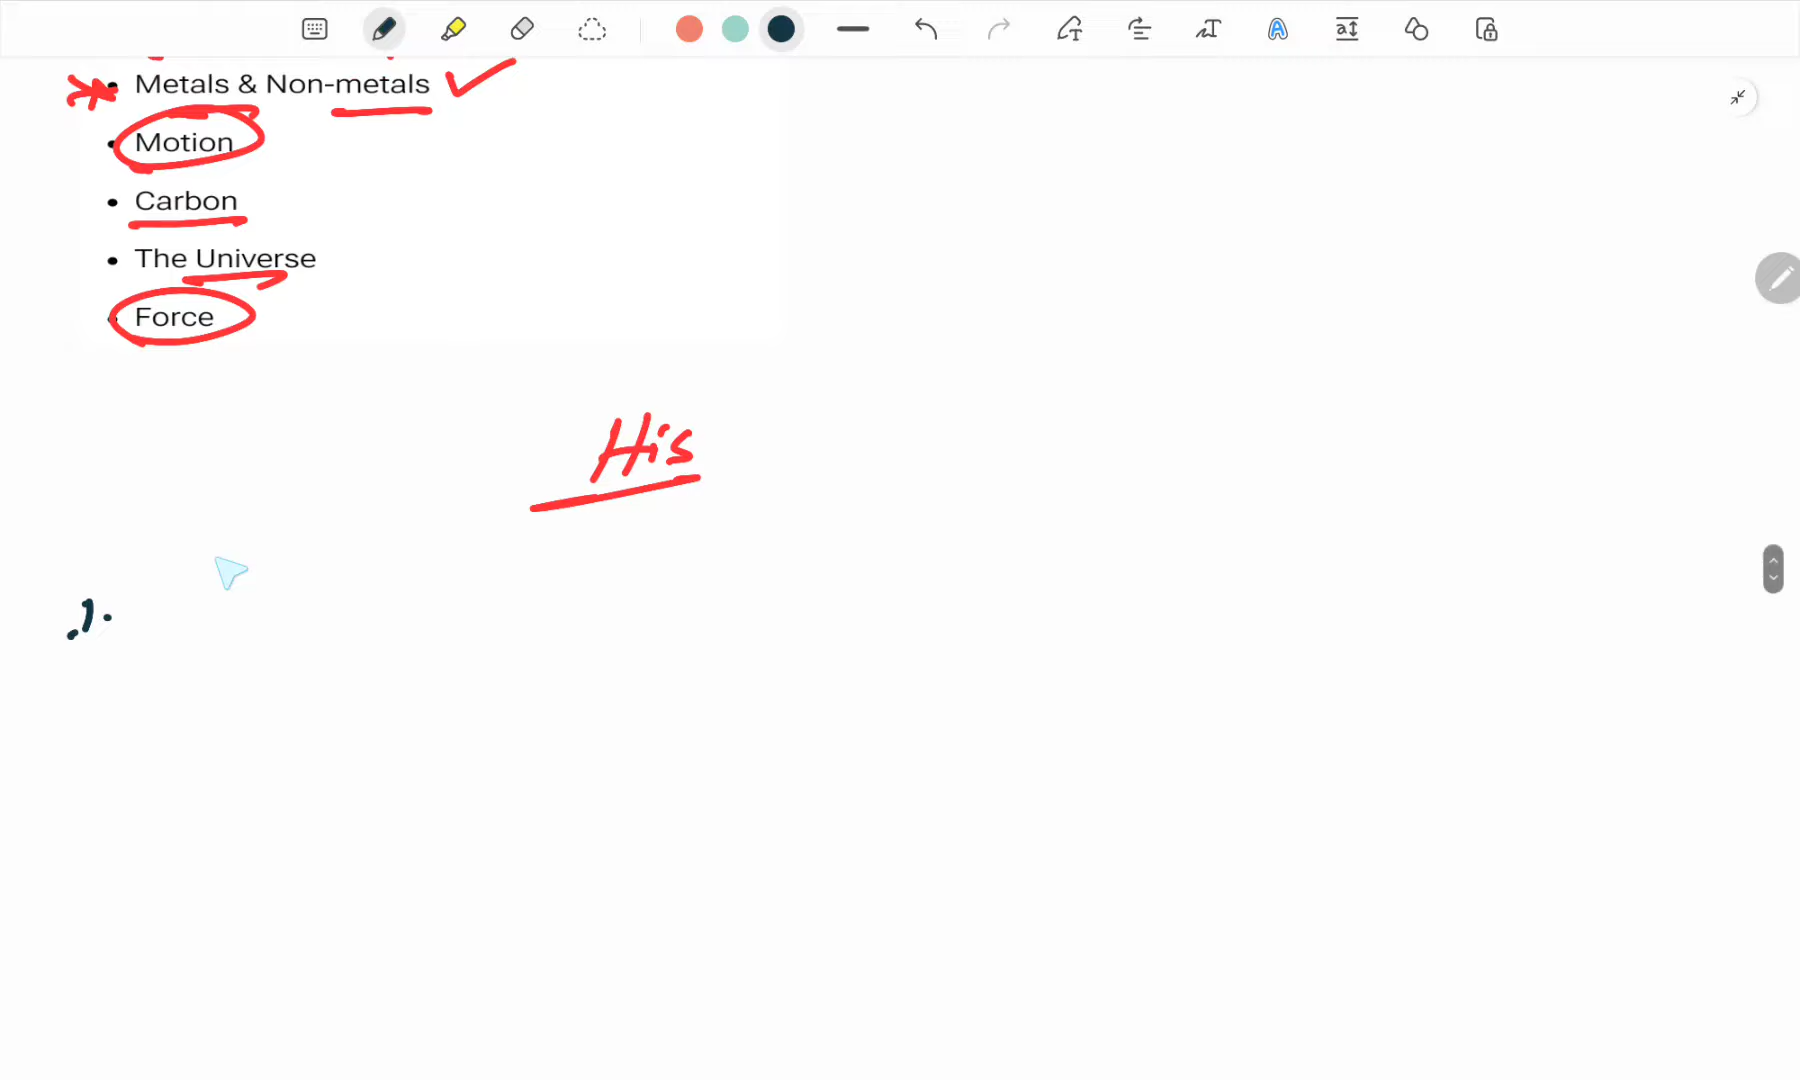 • Metals & Non-metals
• Motion
• Carbon
• The Universe
• Force
His
.1.